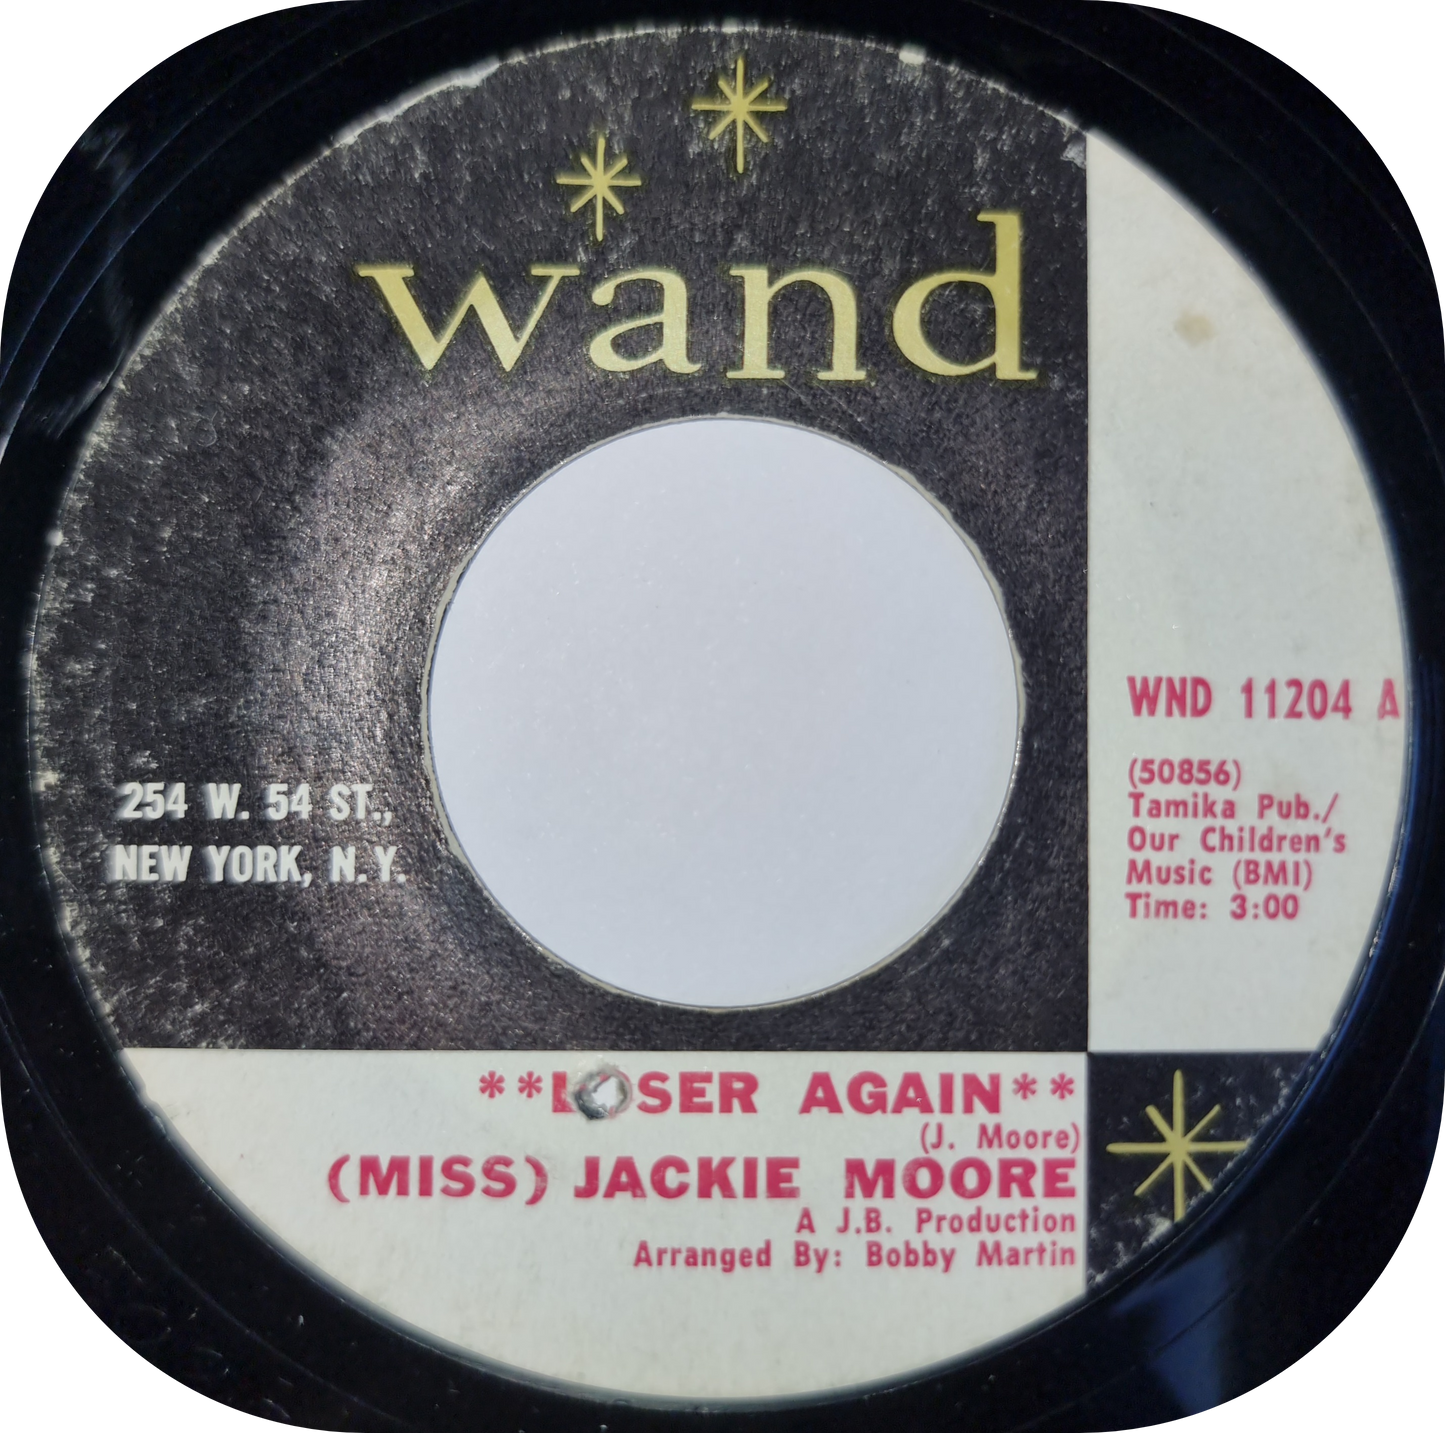 wand
254 W. 54 ST.,
NEW YORK, N.Y.
WND 11204 A
(50856)
Tamika Pub./
Our Children's
Music (BMI)
Time: 3:00
**LOSER AGAIN**
(J. Moore)
(MISS) JACKIE MOORE
A J.B. Production
Arranged By: Bobby Martin